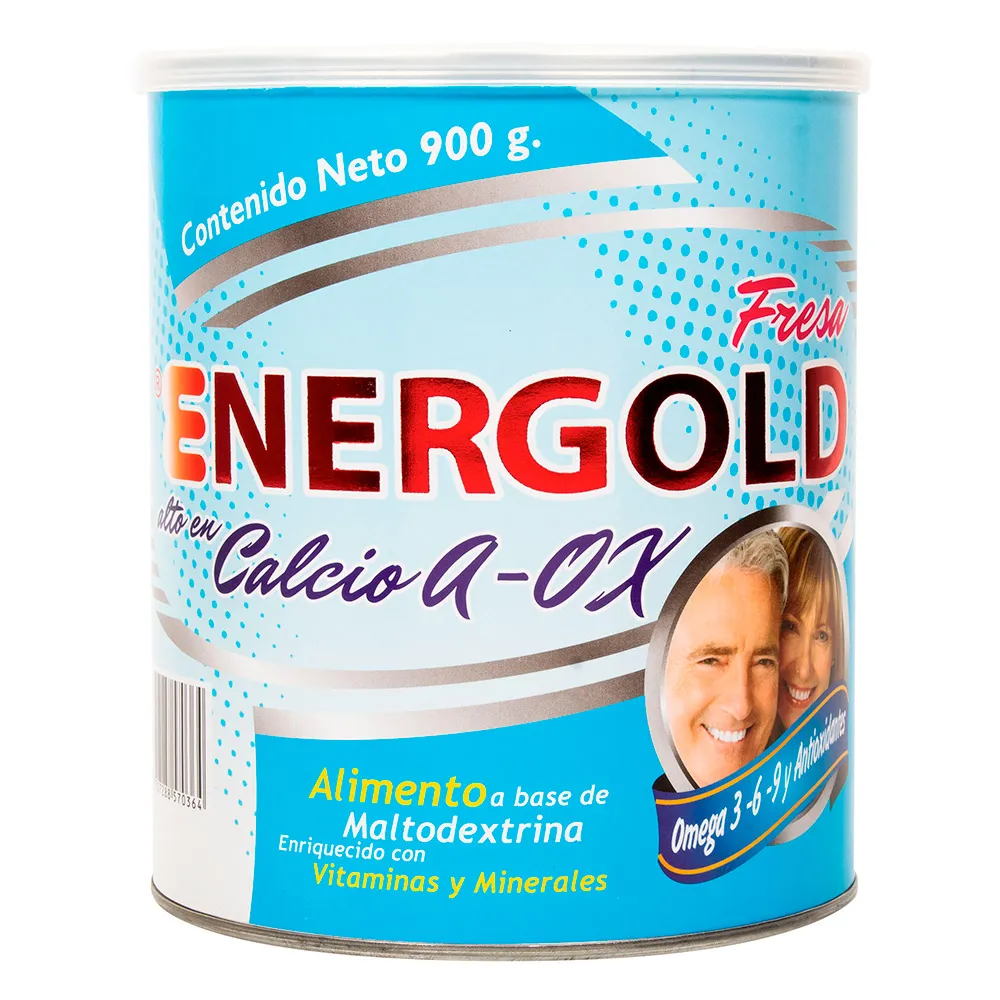 Contenido Neto 900 g.
Fresa
®ENERGOLD
alto en
Calcio A-OX
Omega 3 -6 -9 y Antioxidantes
Alimento a base de
Maltodextrina
Enriquecido con
Vitaminas y Minerales
570364